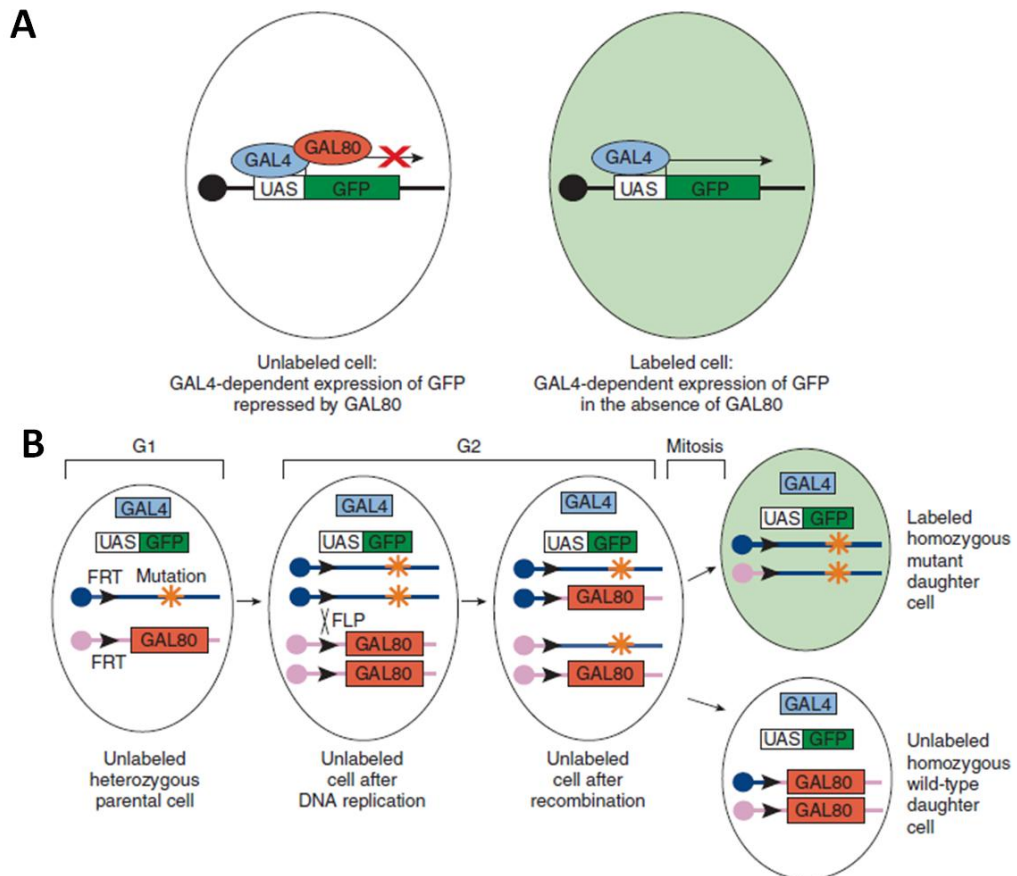 A
GAL4
GAL80
UAS
GFP
GAL4
UAS
GFP
Unlabeled cell:
GAL4-dependent expression of GFP
repressed by GAL80
Labeled cell:
GAL4-dependent expression of GFP
in the absence of GAL80
B
G1
G2
Mitosis
GAL4
UAS GFP
FRT Mutation
GAL80
FRT
Unlabeled
heterozygous
parental cell
GAL4
UAS GFP
FLP
GAL80
GAL80
Unlabeled
cell after
DNA replication
GAL4
UAS GFP
GAL80
GAL80
Unlabeled
cell after
recombination
GAL4
UAS GFP
Labeled
homozygous
mutant
daughter
cell
GAL4
UAS GFP
GAL80
GAL80
Unlabeled
homozygous
wild-type
daughter
cell